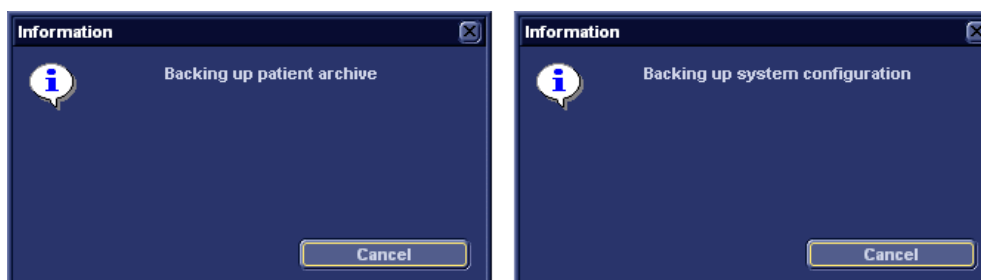 Information
Backing up patient archive
Cancel
Information
Backing up system configuration
Cancel